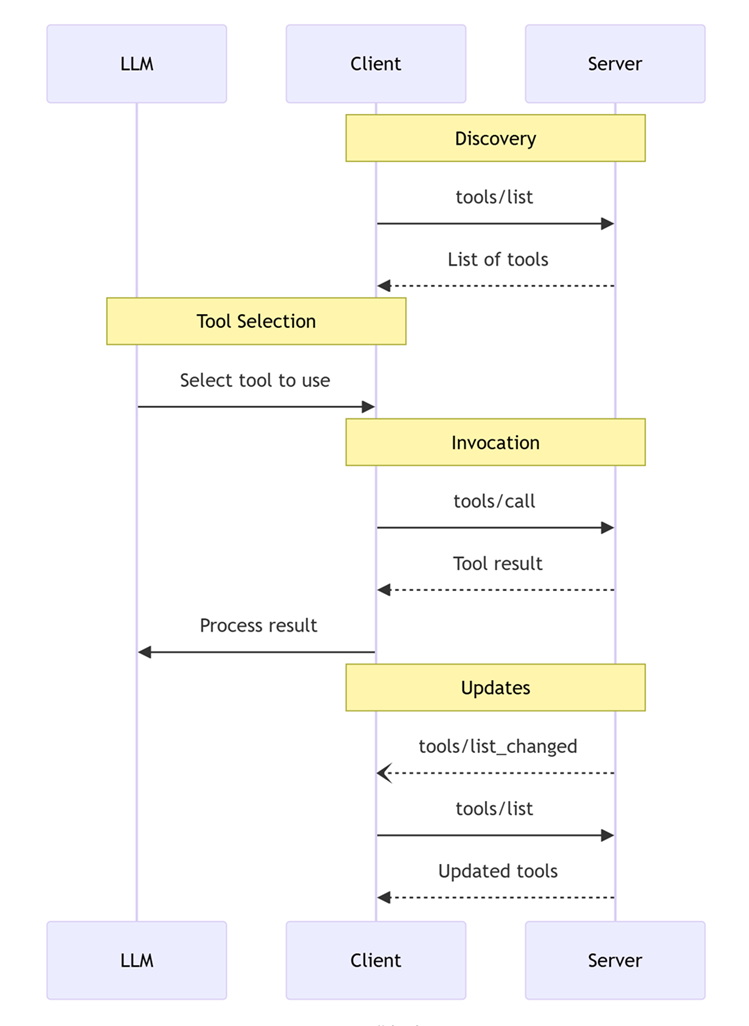 LLM
Client
Server
Discovery
tools/list
List of tools
Tool Selection
Select tool to use
Invocation
tools/call
Tool result
Process result
Updates
tools/list_changed
tools/list
Updated tools
LLM
Client
Server